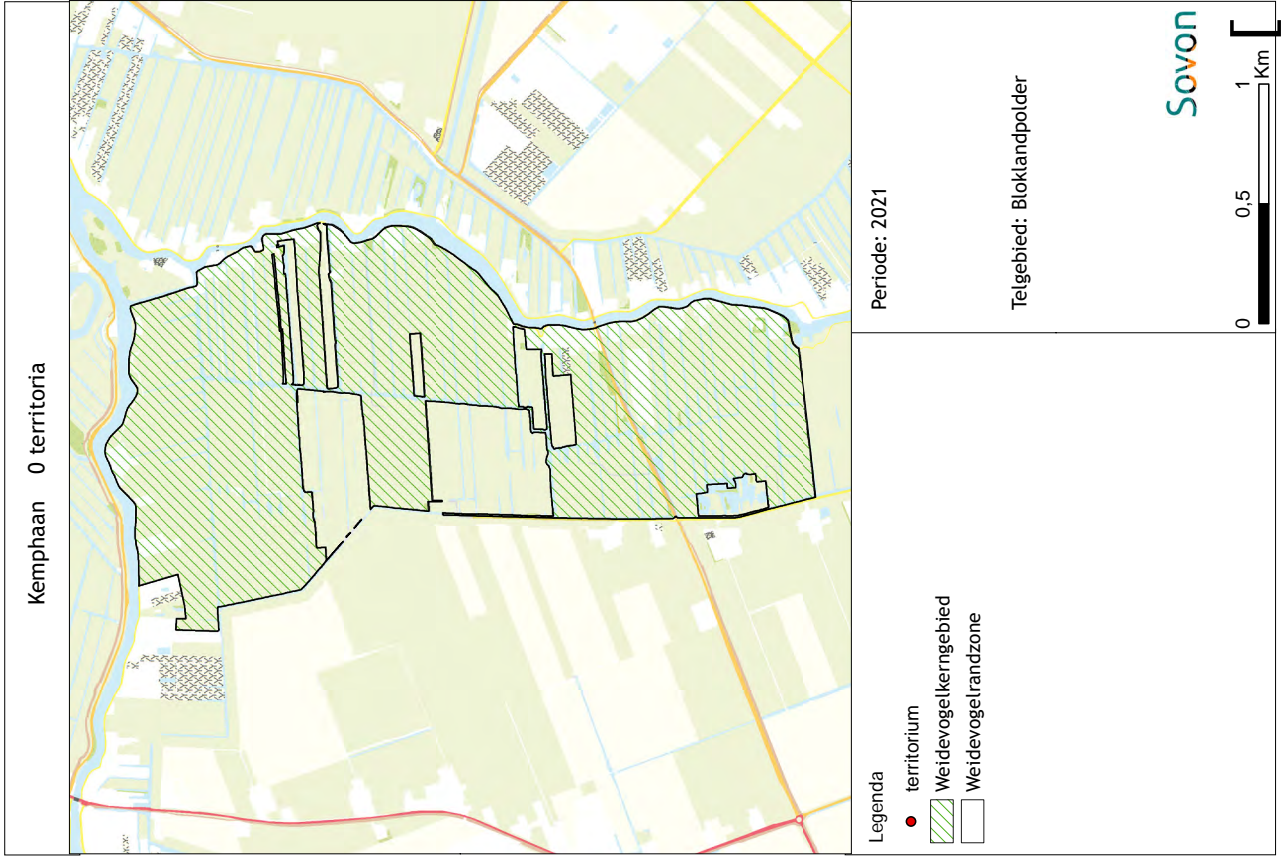 Kemphaan 0 territoria
Legenda
territorium
Weidevogelkerngebied
Weidevogelrandzone
Periode: 2021
Telgebied: Bloklandpolder
Sovon
0 0,5 1
Km